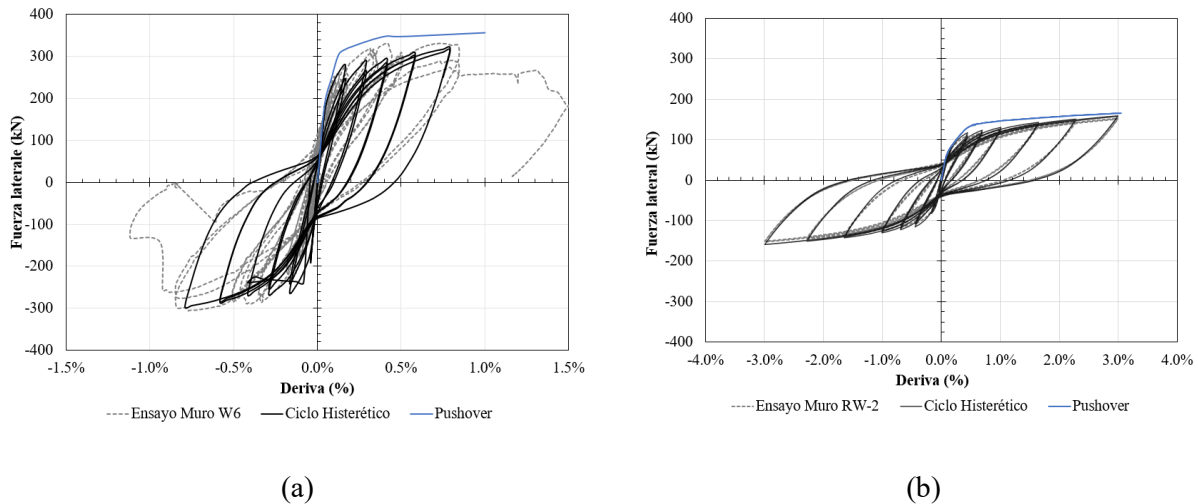 400
300
200
100
0
-100
-200
-300
-400
Fuerza laterale (kN)
-1.5% -1.0% -0.5% 0.0% 0.5% 1.0% 1.5%
Deriva (%)
Ensayo Muro W6 Ciclo Histerético Pushover
(a)
400
300
200
100
0
-100
-200
-300
-400
Fuerza lateral (kN)
-4.0% -3.0% -2.0% -1.0% 0.0% 1.0% 2.0% 3.0% 4.0%
Deriva (%)
Ensayo Muro RW-2 Ciclo Histerético Pushover
(b)